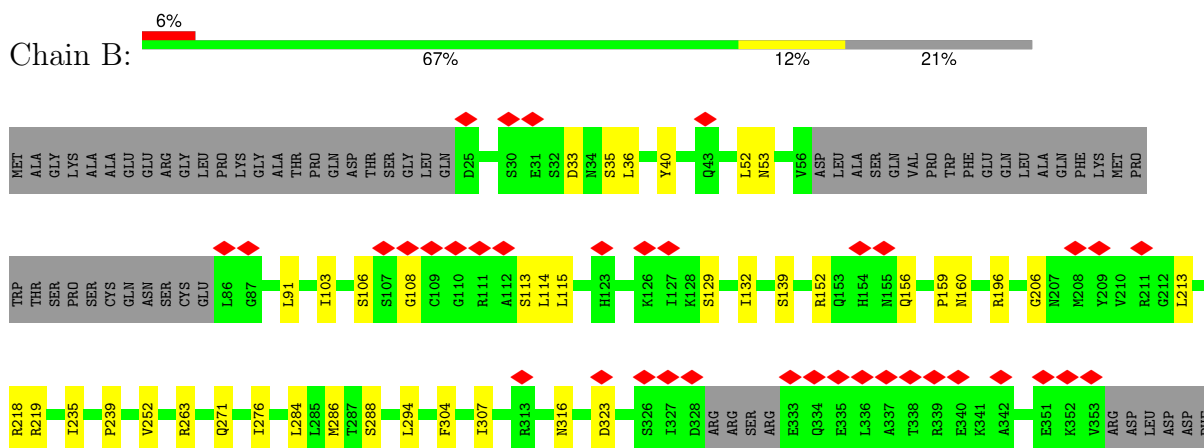 6%
Chain B:
67% 12% 21%
MET ALA GLY LYS ALA ALA GLU GLU ARG GLY LEU PRO LYS GLY ALA THR PRO GLN ASP THR SER GLY LEU GLN D25 S30 E31 S32 D33 N34 S35 L36 Y40 Q43 L52 N53 V56 ASP LEU ALA SER GLN VAL PRO TRP PHE GLU GLN LEU ALA GLN PHE LYS MET PRO
TRP THR SER PRO SER CYS GLN ASN SER CYS GLU L86 G87 L91 I103 S106 S107 G108 C109 G110 R111 A112 S113 L114 L115 H123 K126 I127 K128 S129 I132 S139 R152 Q153 H154 N155 Q156 P159 N160 R196 G206 N207 M208 Y209 V210 R211 G212 L213
R218 R219 I235 P239 V252 R263 Q271 I276 L284 L285 M286 T287 S288 L294 F304 I307 R313 N316 D323 S326 I327 D328 ARG ARG SER ARG E333 Q334 E335 L336 A337 T338 R339 E340 K341 A342 E351 K352 V353 ARG ASP LEU ASP ASP